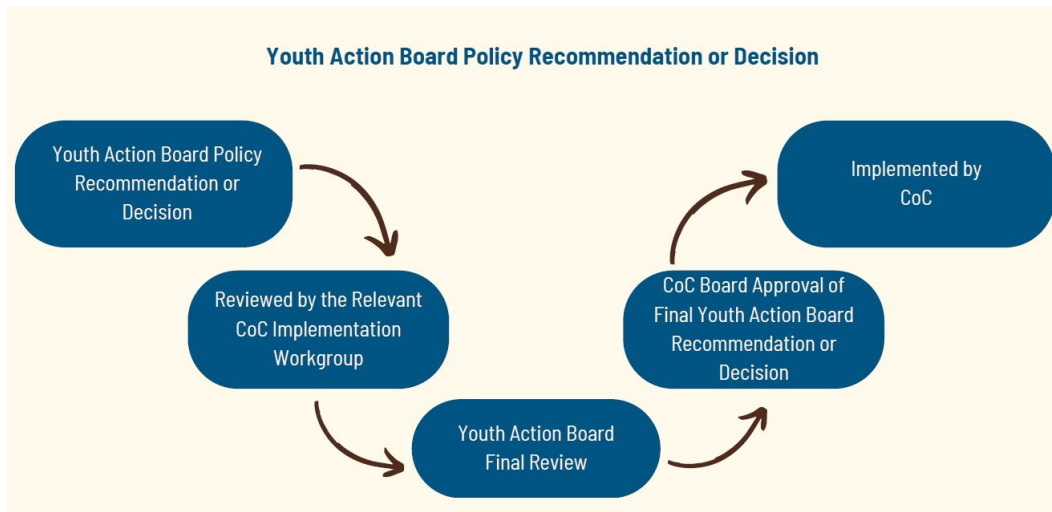 Youth Action Board Policy Recommendation or Decision
Youth Action Board Policy
Recommendation or
Decision
Reviewed by the Relevant
CoC Implementation
Workgroup
Youth Action Board
Final Review
CoC Board Approval of
Final Youth Action Board
Recommendation or
Decision
Implemented by
CoC